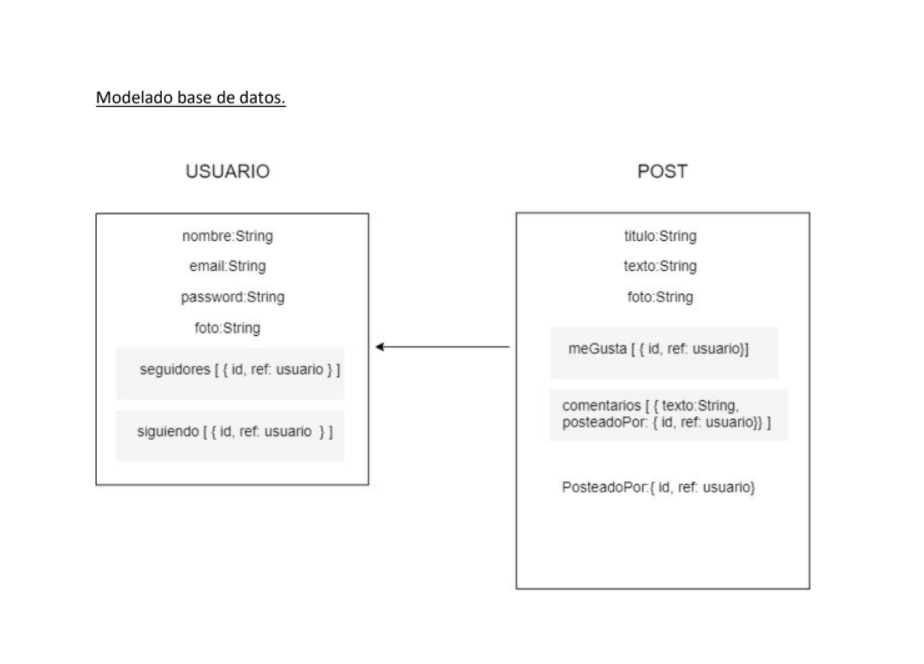 Modelado base de datos.
USUARIO
nombre:String
email:String
password:String
foto:String
seguidores [ { id, ref: usuario } ]
siguiendo [ { id, ref: usuario } ]
POST
titulo:String
texto:String
foto:String
meGusta [ { id, ref: usuario}]
comentarios [ { texto:String,
posteadoPor: { id, ref: usuario}} ]
PosteadoPor:{ id, ref: usuario}